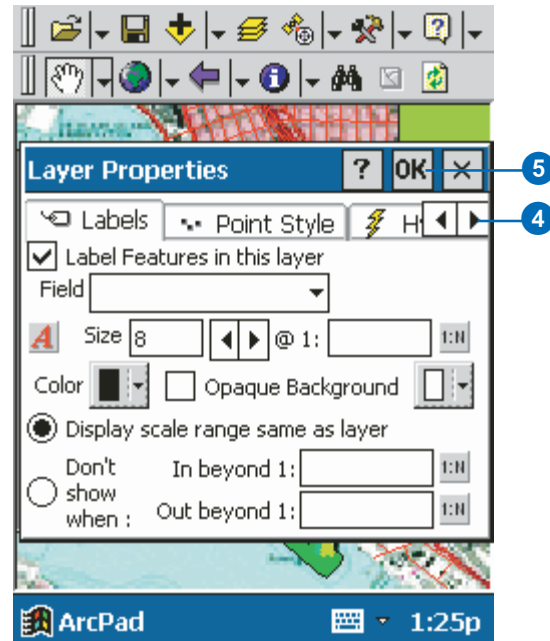 Layer Properties ? OK
5
4
Labels Point Style
Label Features in this layer
Field
A Size 8 @ 1: 1:N
Color Opaque Background
Display scale range same as layer
Don't show when :
In beyond 1: 1:N
Out beyond 1: 1:N
ArcPad 1:25p